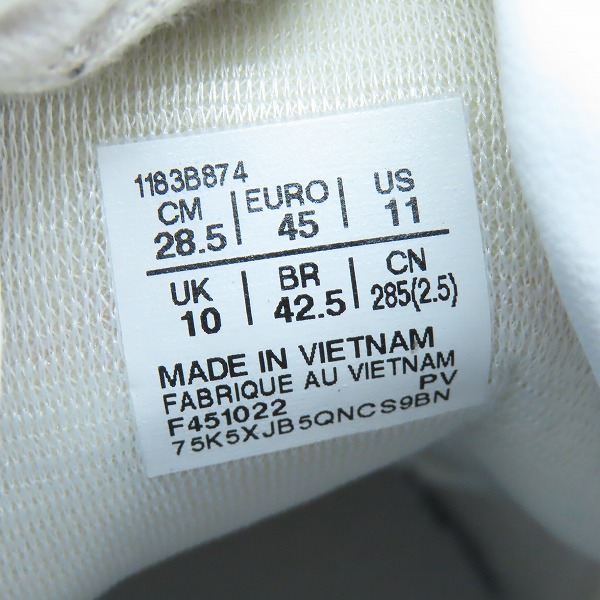 1183B874
CM EURO US
28.5 45 11
UK BR CN
10 42.5 285(2.5)
MADE IN VIETNAM
FABRIQUE AU VIETNAM
F451022 PV
75K5XJB5QNCS9BN